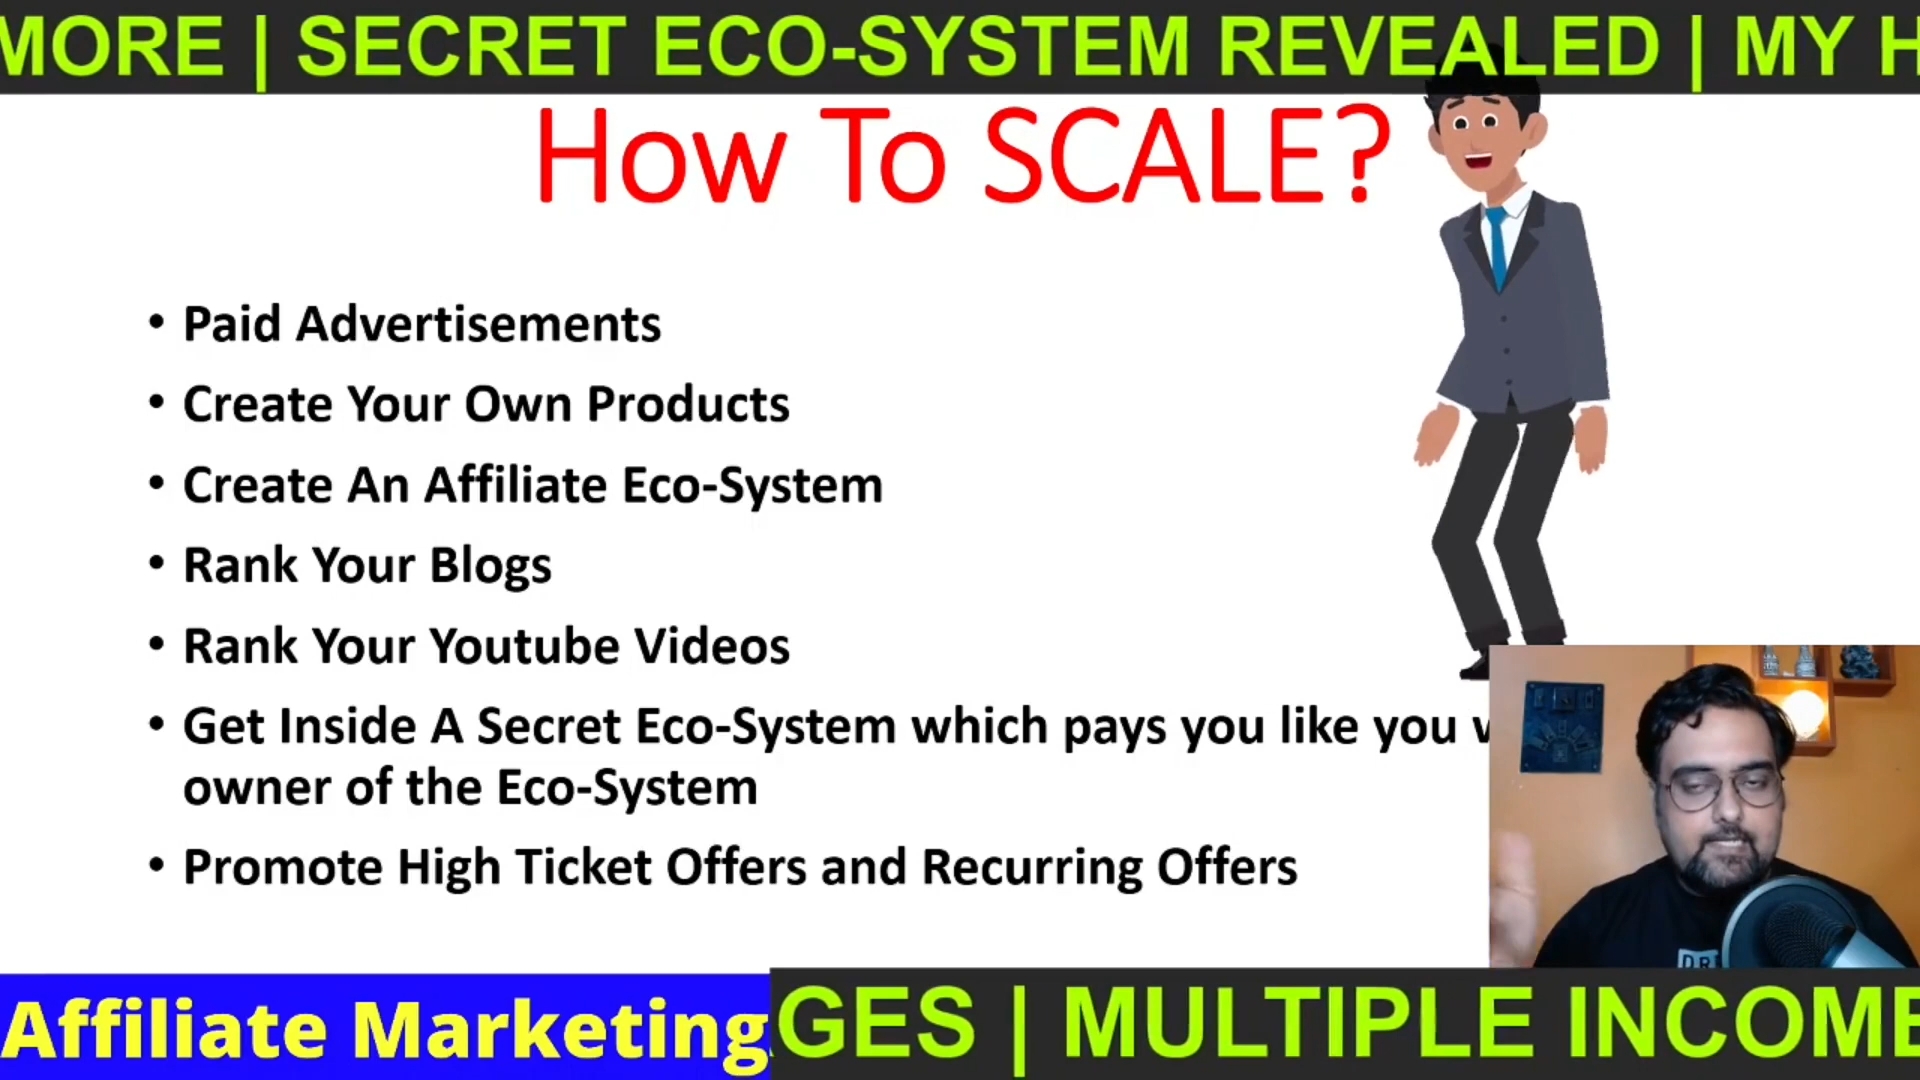 MORE | SECRET ECO-SYSTEM REVEALED | MY
How To SCALE?
• Paid Advertisements
• Create Your Own Products
• Create An Affiliate Eco-System
• Rank Your Blogs
• Rank Your Youtube Videos
• Get Inside A Secret Eco-System which pays you like you
owner of the Eco-System
• Promote High Ticket Offers and Recurring Offers
Affiliate Marketing GES | MULTIPLE INCOME